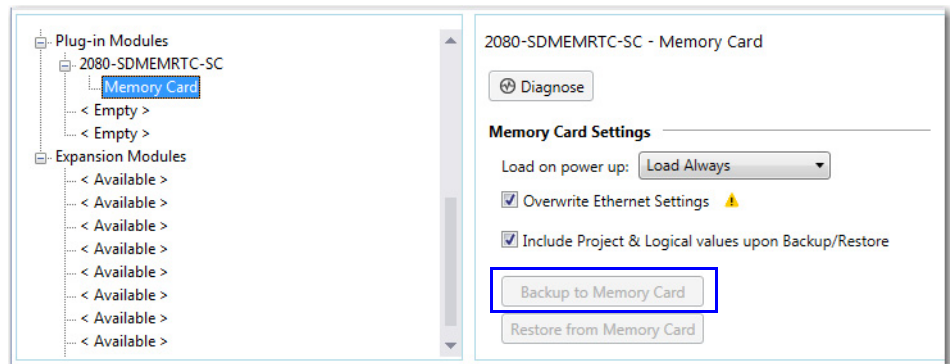 Plug-in Modules
2080-SDMEMRTC-SC
Memory Card
< Empty >
< Empty >
Expansion Modules
< Available >
< Available >
< Available >
< Available >
< Available >
< Available >
< Available >
< Available >
2080-SDMEMRTC-SC - Memory Card
Diagnose
Memory Card Settings
Load on power up: Load Always
Overwrite Ethernet Settings
Include Project & Logical values upon Backup/Restore
Backup to Memory Card
Restore from Memory Card